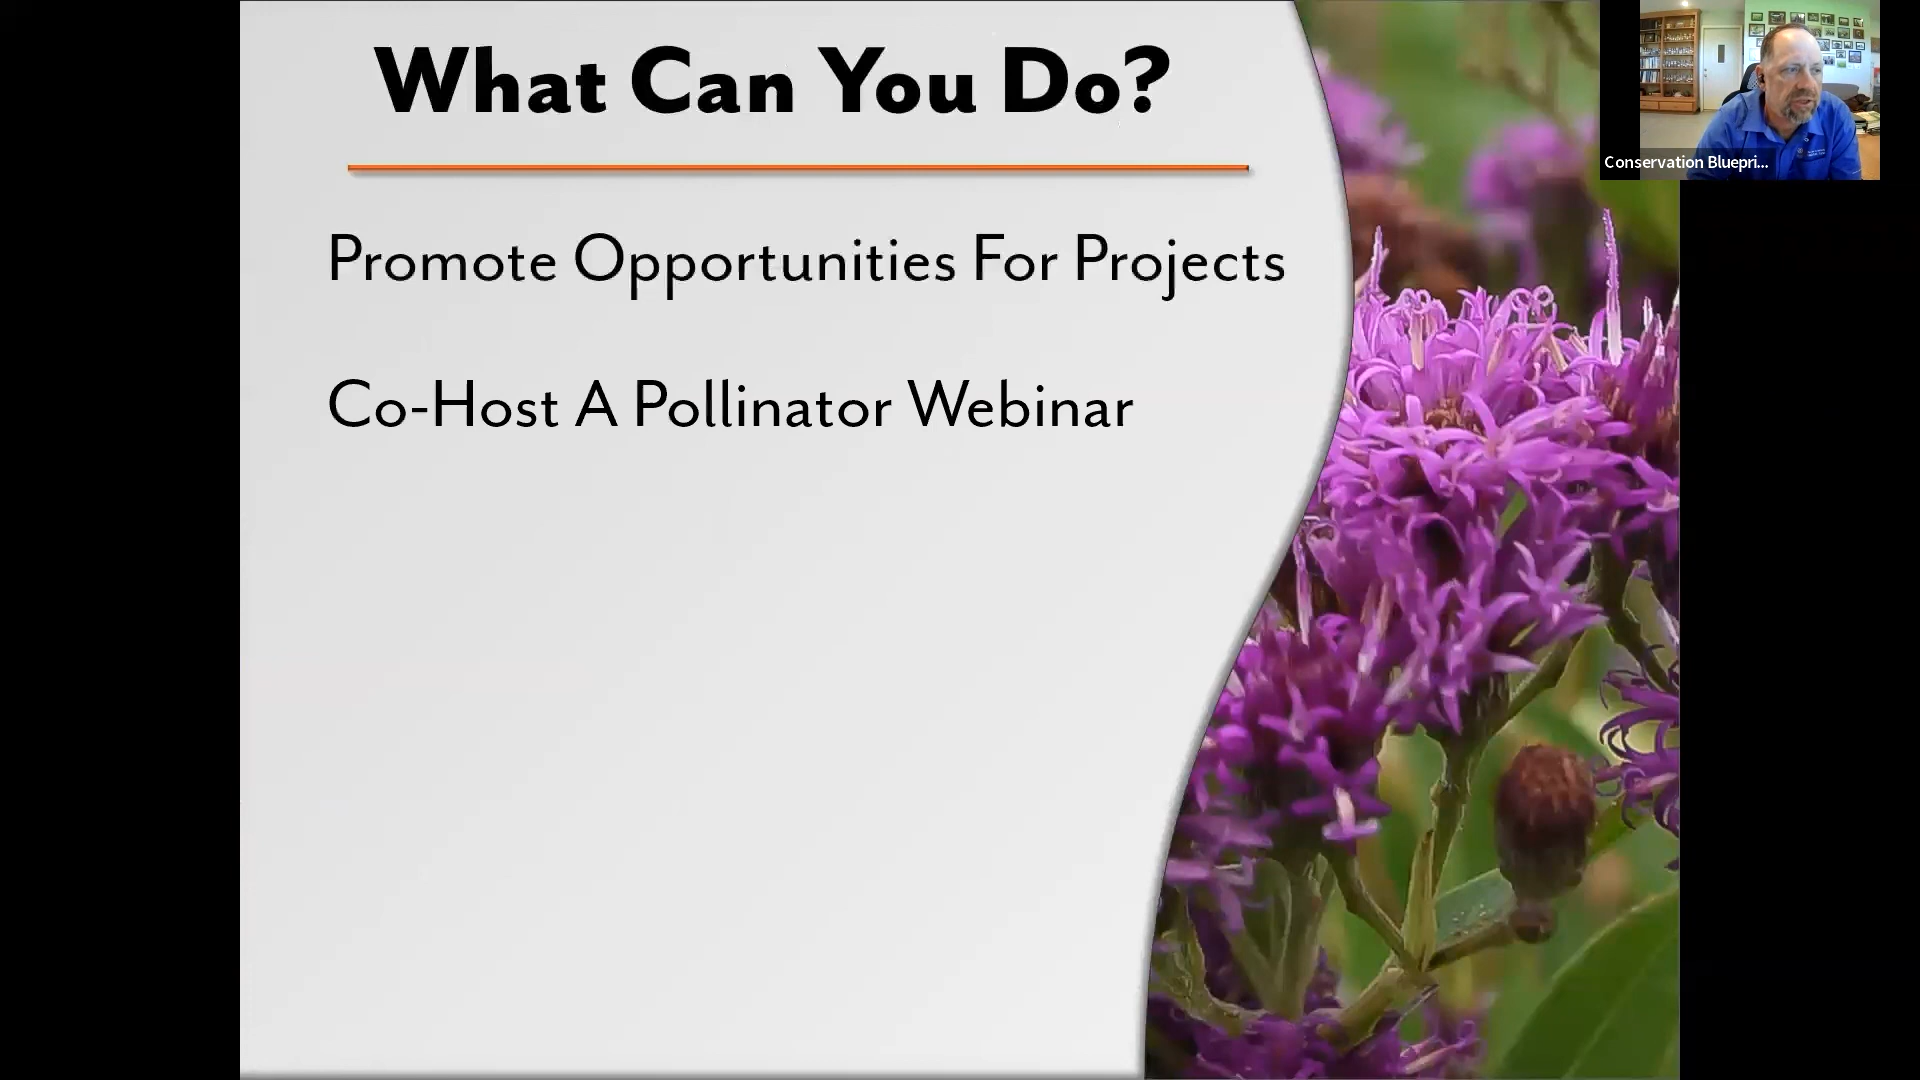 What Can You Do?
Promote Opportunities For Projects
Co-Host A Pollinator Webinar
Conservation Bluepri...